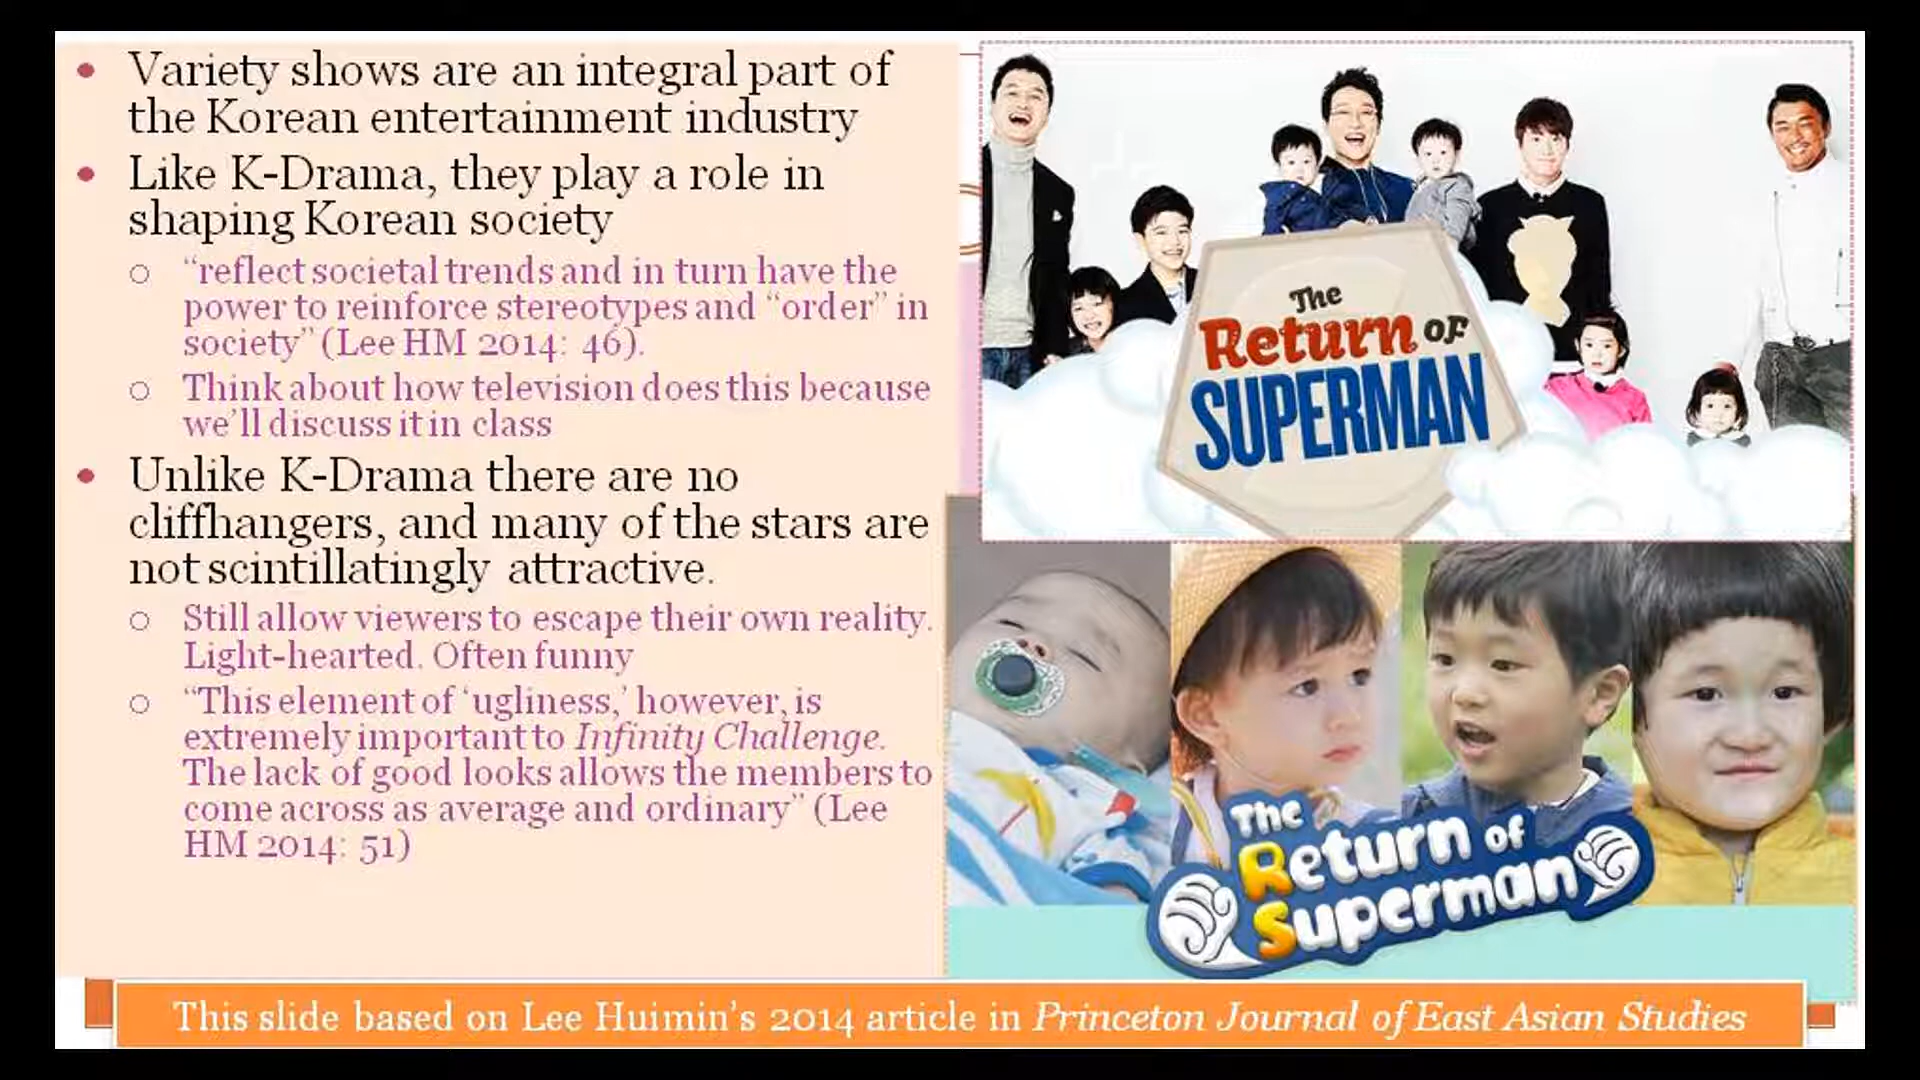 Variety shows are an integral part of
the Korean entertainment industry
Like K-Drama, they play a role in
shaping Korean society
“reflect societal trends and in turn have the
power to reinforce stereotypes and “order” in
society” (Lee HM 2014: 46).
Think about how television does this because
we’ll discuss it in class
Unlike K-Drama there are no
cliffhangers, and many of the stars are
not scintillatingly attractive.
Still allow viewers to escape their own reality.
Light-hearted. Often funny
“This element of ‘ugliness,’ however, is
extremely important to Infinity Challenge.
The lack of good looks allows the members to
come across as average and ordinary” (Lee
HM 2014: 51)
The
Return OF
SUPERMAN
The
Return of
Superman
This slide based on Lee Huimin’s 2014 article in Princeton Journal of East Asian Studies